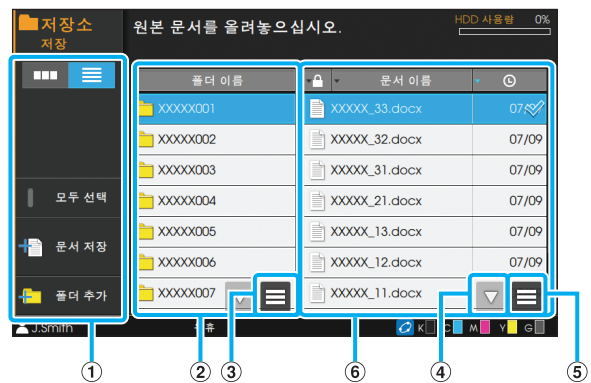 저장소
저장
원본 문서를 올려놓으십시오.
HDD 사용량 0%
폴더 이름
문서 이름
XXXXX001
XXXXX_33.docx
XXXXX002
XXXXX_32.docx 07/09
XXXXX003
XXXXX_31.docx 07/09
모두 선택
XXXXX004
XXXXX_21.docx 07/09
XXXXX005
XXXXX_13.docx 07/09
문서 저장
XXXXX006
XXXXX_12.docx 07/09
폴더 추가
XXXXX007
XXXXX_11.docx
J.Smith
K C M Y G
① ② ③ ⑥ ④ ⑤